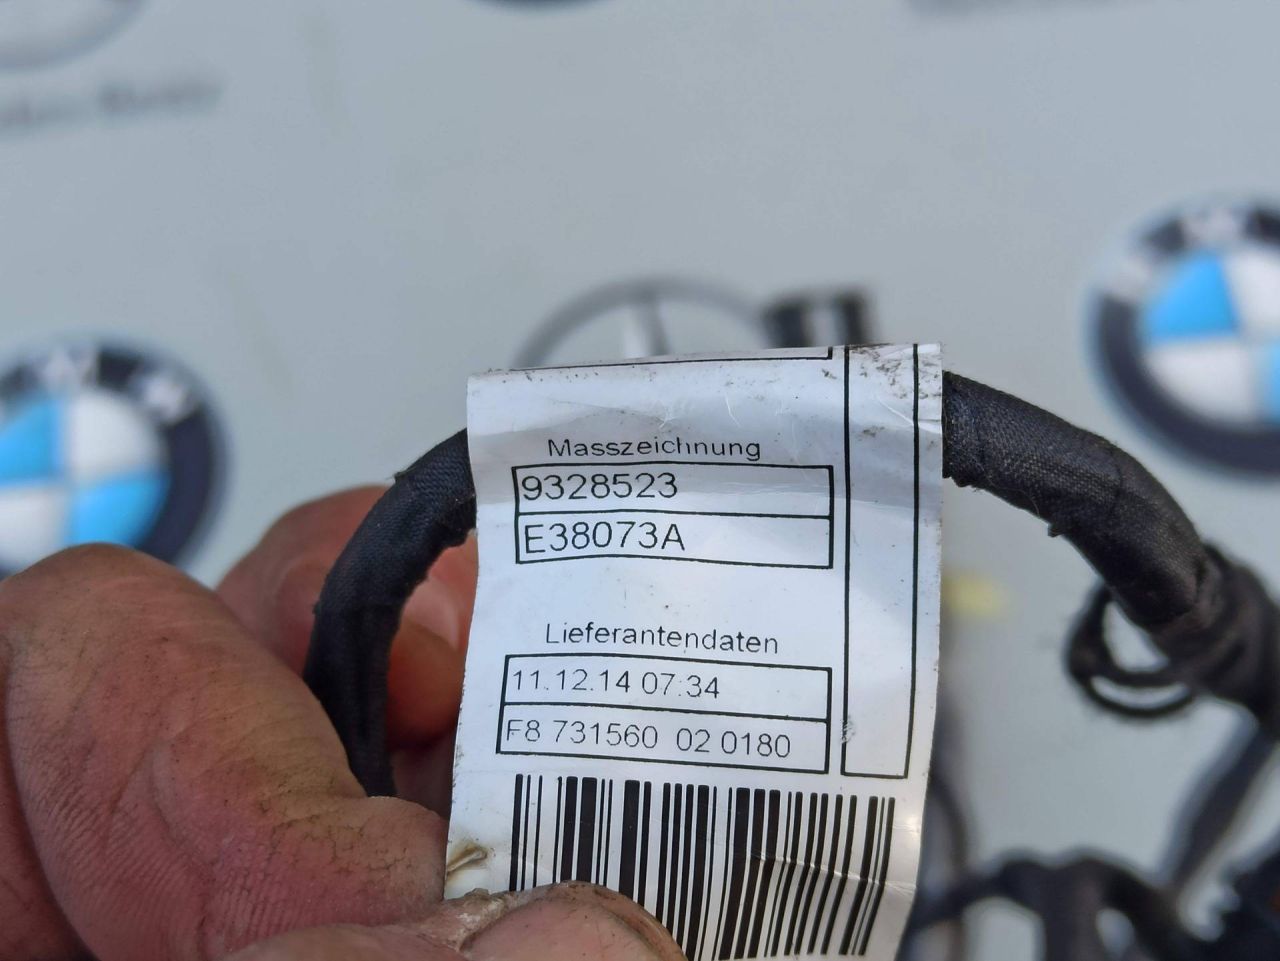 Masszeichnung
9328523
E38073A
Lieferantendaten
11.12.14 07:34
F8 731560 02 0180